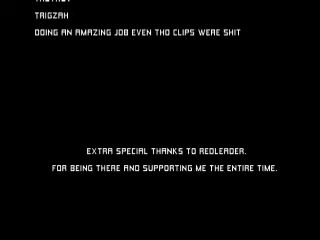 TRIGZAH
DOING AN AMAZING JOB EVEN THO CLIPS WERE SHIT
EXTRA SPECIAL THANKS TO REDLEADER.
FOR BEING THERE AND SUPPORTING ME THE ENTIRE TIME.